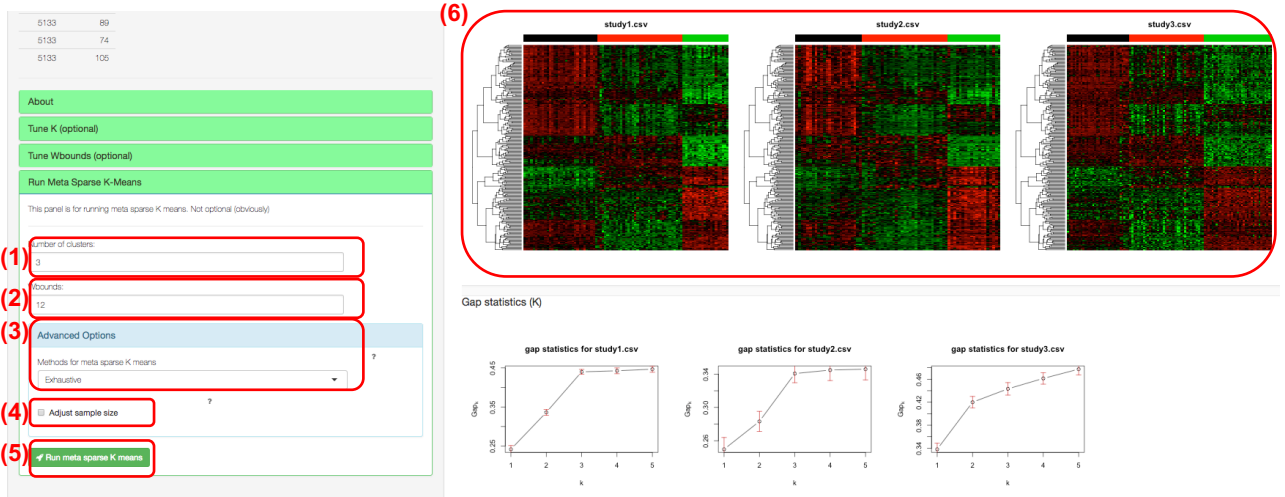 5133 89
5133 74
5133 105
About
Tune K (optional)
Tune Wbounds (optional)
Run Meta Sparse K-Means
This panel is for running meta sparse K means. Not optional (obviously)
Number of clusters:
(1)
3
Wbounds:
(2)
12
(3)
Advanced Options
Methods for meta sparse K means
?
Exhaustive
?
(4)
Adjust sample size
(5)
Run meta sparse K means
(6)
study1.csv
study2.csv
study3.csv
Gap statistics (K)
gap statistics for study1.csv
Gapk
0.45
0.35
0.25
1 2 3 4 5
k
gap statistics for study2.csv
Gapk
0.34
0.30
0.26
1 2 3 4 5
k
gap statistics for study3.csv
Gapk
0.46
0.42
0.38
0.34
1 2 3 4 5
k